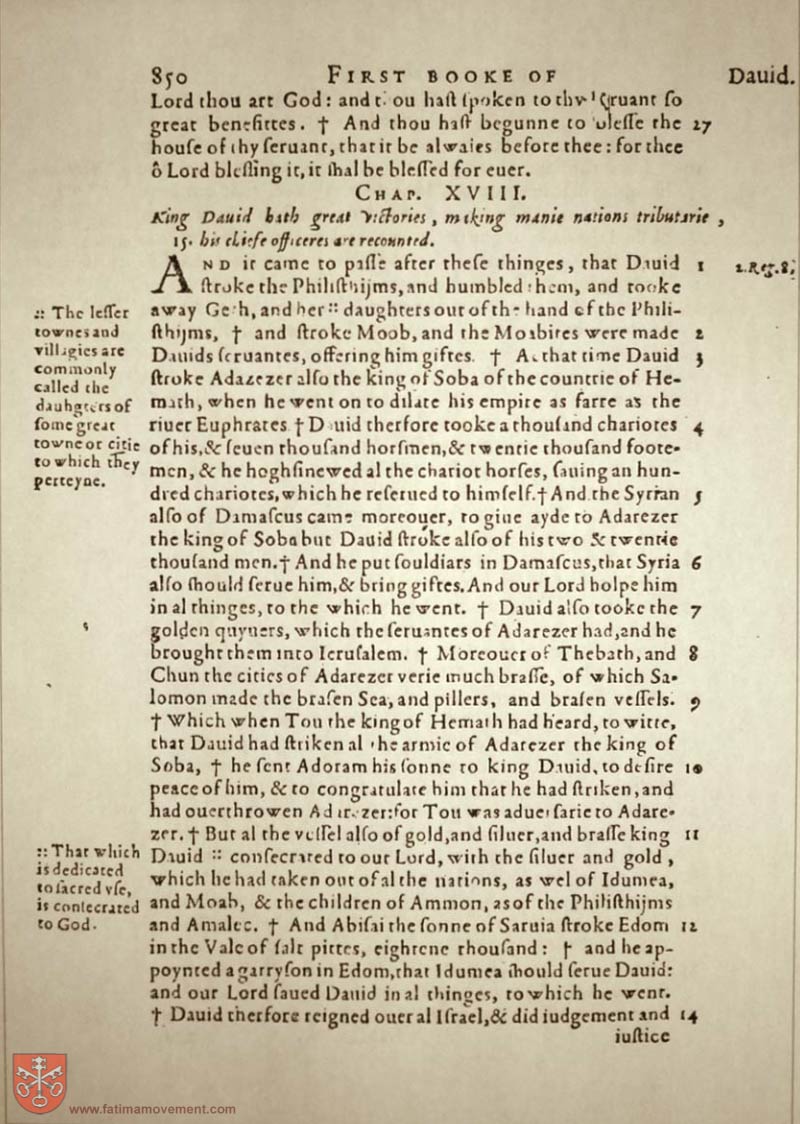 850 FIRST BOOKE OF Dauid.
Lord thou art God: and thou haſt ſpoken to thy ſeruant ſo
great benefittes. † And thou haſt begunne to bleſſe the 27
houſe of thy ſeruant, that it be alwaies before thee: for thee
ô Lord bleſſing it, it ſhal be bleſſed for euer.
CHAP. XVIII.
King Dauid hath great victories, making manie nations tributarie,
15. his chiefe officeres are recounted.
AND it came to paſſe after theſe thinges, that Dauid 1 2. Reg. 8.
ſtroke the Philiſthijms, and humbled them, and tooke
away Geth, and her :: daughters out of the hand of the Phili-
ſthijms, † and ſtroke Moob, and the Moabites were made 2
Dauids ſeruantes, offering him giftes. † At that time Dauid 3
ſtroke Adarezer alſo the king of Soba of the countrie of He-
math, when he went on to dilate his empire as farre as the
riuer Euphrates † Dauid therfore tooke a thouſand chariotes 4
of his, & ſeuen thouſand horſmen, & twentie thouſand foote-
men, & he hoghſinewed al the chariot horſes, ſauing an hun-
dred chariotes, which he reſerued to himſelf. † And the Syrian 5
alſo of Damaſcus came moreouer, to giue ayde to Adarezer
the king of Soba but Dauid ſtroke alſo of his two & twentie
thouſand men. † And he put ſouldiars in Damaſcus, that Syria 6
alſo ſhould ſerue him, & bring giftes. And our Lord holpe him
in al thinges, to the which he went. † Dauid alſo tooke the 7
golden quyuers, which the ſeruantes of Adarezer had, and he
brought them into Ieruſalem. † Moreouer of Thebath, and 8
Chun the cities of Adarezer verie much braſſe, of which Sa-
lomon made the braſen Sea, and pillers, and braſen veſſels. 9
† Which when Tou the king of Hemath had heard, to witte,
that Dauid had ſtriken al the armie of Adarezer the king of
Soba, † he ſent Adoram his ſonne to king Dauid, to deſire 10
peace of him, & to congratulate him that he had ſtriken, and
had ouerthrowen Adarezer: for Tou was aduerſarie to Adare-
zer. † But al the veſſel alſo of gold, and ſiluer, and braſſe king 11
Dauid :: conſecrated to our Lord, with the ſiluer and gold,
which he had taken out of al the nations, as wel of Idumea,
and Moab, & the children of Ammon, as of the Philiſthijms
and Amalec. † And Abiſai the ſonne of Saruia ſtroke Edom 12
in the Vale of ſalt pittes, eightene thouſand: † and he ap-
poynted a garryſon in Edom, that Idumea ſhould ſerue Dauid:
and our Lord ſaued Dauid in al thinges, to which he went.
† Dauid therfore reigned ouer al Iſrael, & did iudgement and 14
iuſtice
:: The leſſer
townes and
villagies are
commonly
called the
dauhgters of
ſome great
towne or citie
to which they
perteyne.
:: That which
is dedicated
to ſacred vſe,
is conſecrated
to God.
www.fatimamovement.com